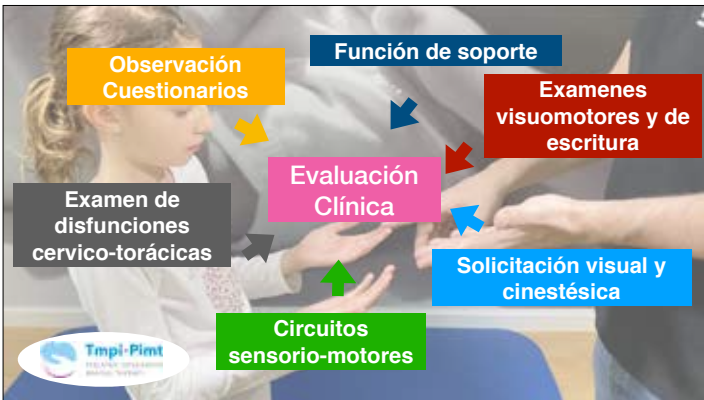 Función de soporte
Observación
Cuestionarios
Examenes
visuomotores y de
escritura
Evaluación
Clínica
Examen de
disfunciones
cervico-torácicas
Solicitación visual y
cinestésica
Circuitos
sensorio-motores
Tmpi-Pimt